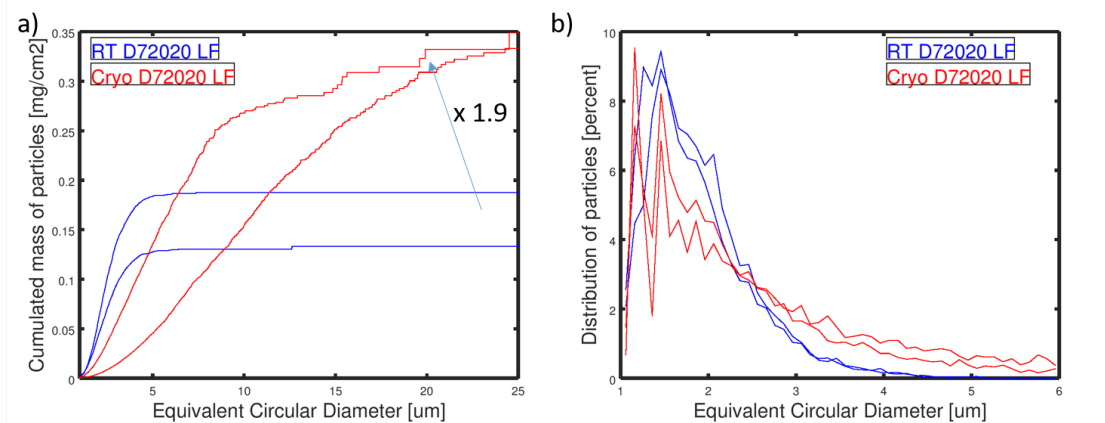 a)
RT D72020 LF
Cryo D72020 LF
x 1.9
Cumulated mass of particles [mg/cm2]
0.35
0.3
0.25
0.2
0.15
0.1
0.05
0
5
10
15
20
25
Equivalent Circular Diameter [um]
b)
RT D72020 LF
Cryo D72020 LF
Distribution of particles [percent]
10
8
6
4
2
0
1
2
3
4
5
6
Equivalent Circular Diameter [um]